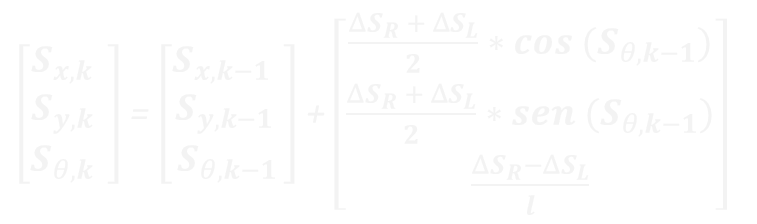 [S_{x,k}; S_{y,k}; S_{θ,k}] = [S_{x,k−1}; S_{y,k−1}; S_{θ,k−1}] + [(ΔS_R + ΔS_L)/2 * cos (S_{θ,k−1}); (ΔS_R + ΔS_L)/2 * sen (S_{θ,k−1}); (ΔS_R−ΔS_L)/l]